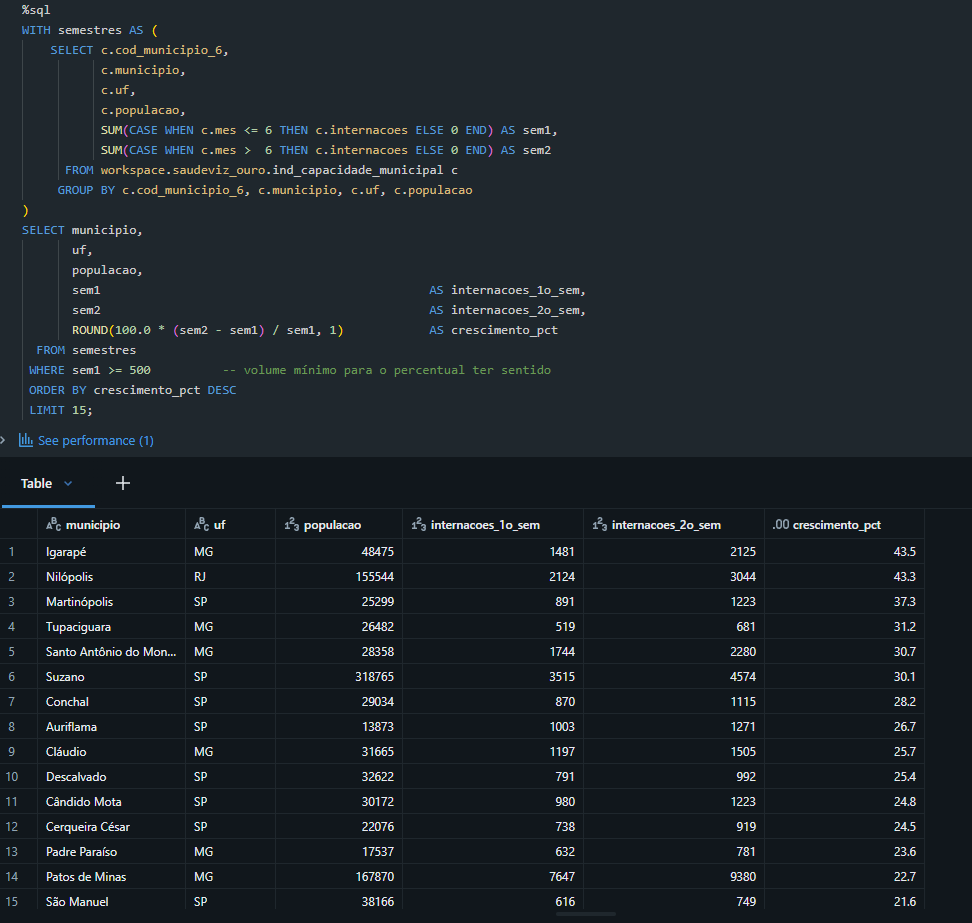 %sql
WITH semestres AS (
SELECT c.cod_municipio_6,
c.municipio,
c.uf,
c.populacao,
SUM(CASE WHEN c.mes <= 6 THEN c.internacoes ELSE 0 END) AS sem1,
SUM(CASE WHEN c.mes > 6 THEN c.internacoes ELSE 0 END) AS sem2
FROM workspace.saudeviz_ouro.ind_capacidade_municipal c
GROUP BY c.cod_municipio_6, c.municipio, c.uf, c.populacao
)
SELECT municipio,
uf,
populacao,
sem1 AS internacoes_1o_sem,
sem2 AS internacoes_2o_sem,
ROUND(100.0 * (sem2 - sem1) / sem1, 1) AS crescimento_pct
FROM semestres
WHERE sem1 >= 500 -- volume mínimo para o percentual ter sentido
ORDER BY crescimento_pct DESC
LIMIT 15;
See performance (1)
Table +
ABC municipio ABC uf 123 populacao 123 internacoes_1o_sem 123 internacoes_2o_sem .00 crescimento_pct
1 Igarapé MG 48475 1481 2125 43.5
2 Nilópolis RJ 155544 2124 3044 43.3
3 Martinópolis SP 25299 891 1223 37.3
4 Tupaciguara MG 26482 519 681 31.2
5 Santo Antônio do Mon... MG 28358 1744 2280 30.7
6 Suzano SP 318765 3515 4574 30.1
7 Conchal SP 29034 870 1115 28.2
8 Auriflama SP 13873 1003 1271 26.7
9 Cláudio MG 31665 1197 1505 25.7
10 Descalvado SP 32622 791 992 25.4
11 Cândido Mota SP 30172 980 1223 24.8
12 Cerqueira César SP 22076 738 919 24.5
13 Padre Paraíso MG 17537 632 781 23.6
14 Patos de Minas MG 167870 7647 9380 22.7
15 São Manuel SP 38166 616 749 21.6